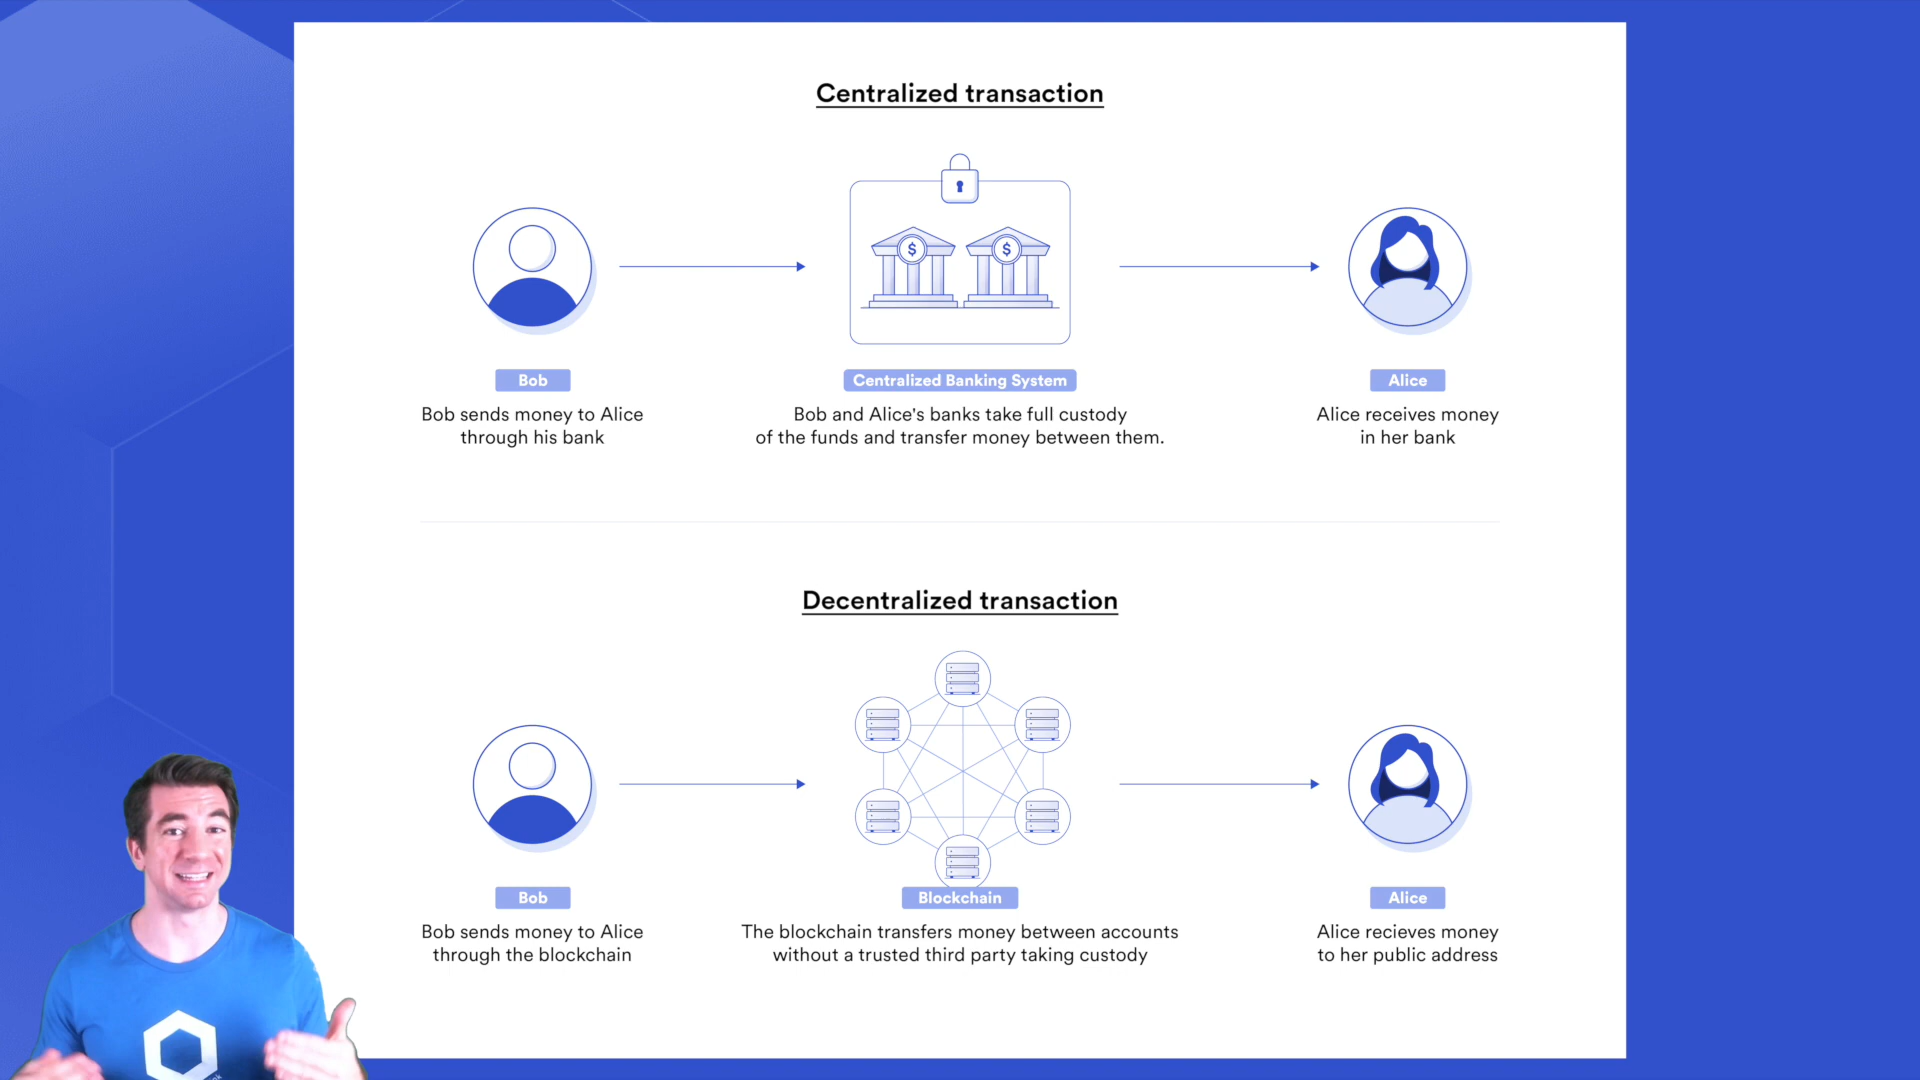 Centralized transaction
$ $
Bob
Centralized Banking System
Alice
Bob sends money to Alice
through his bank
Bob and Alice's banks take full custody
of the funds and transfer money between them.
Alice receives money
in her bank
Decentralized transaction
Bob
Blockchain
Alice
Bob sends money to Alice
through the blockchain
The blockchain transfers money between accounts
without a trusted third party taking custody
Alice recieves money
to her public address